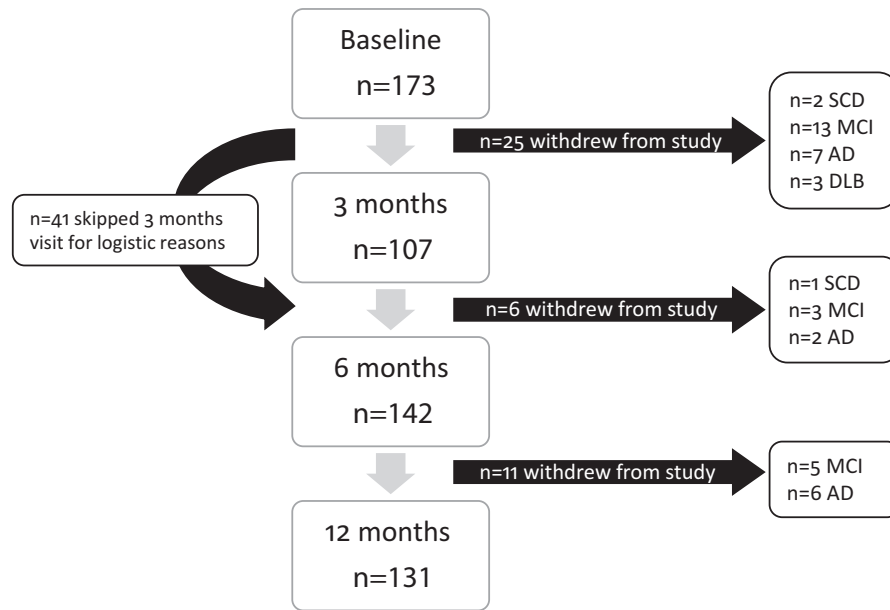 Baseline
n=173
n=25 withdrew from study
n=2 SCD
n=13 MCI
n=7 AD
n=3 DLB
n=41 skipped 3 months
visit for logistic reasons
3 months
n=107
n=6 withdrew from study
n=1 SCD
n=3 MCI
n=2 AD
6 months
n=142
n=11 withdrew from study
n=5 MCI
n=6 AD
12 months
n=131